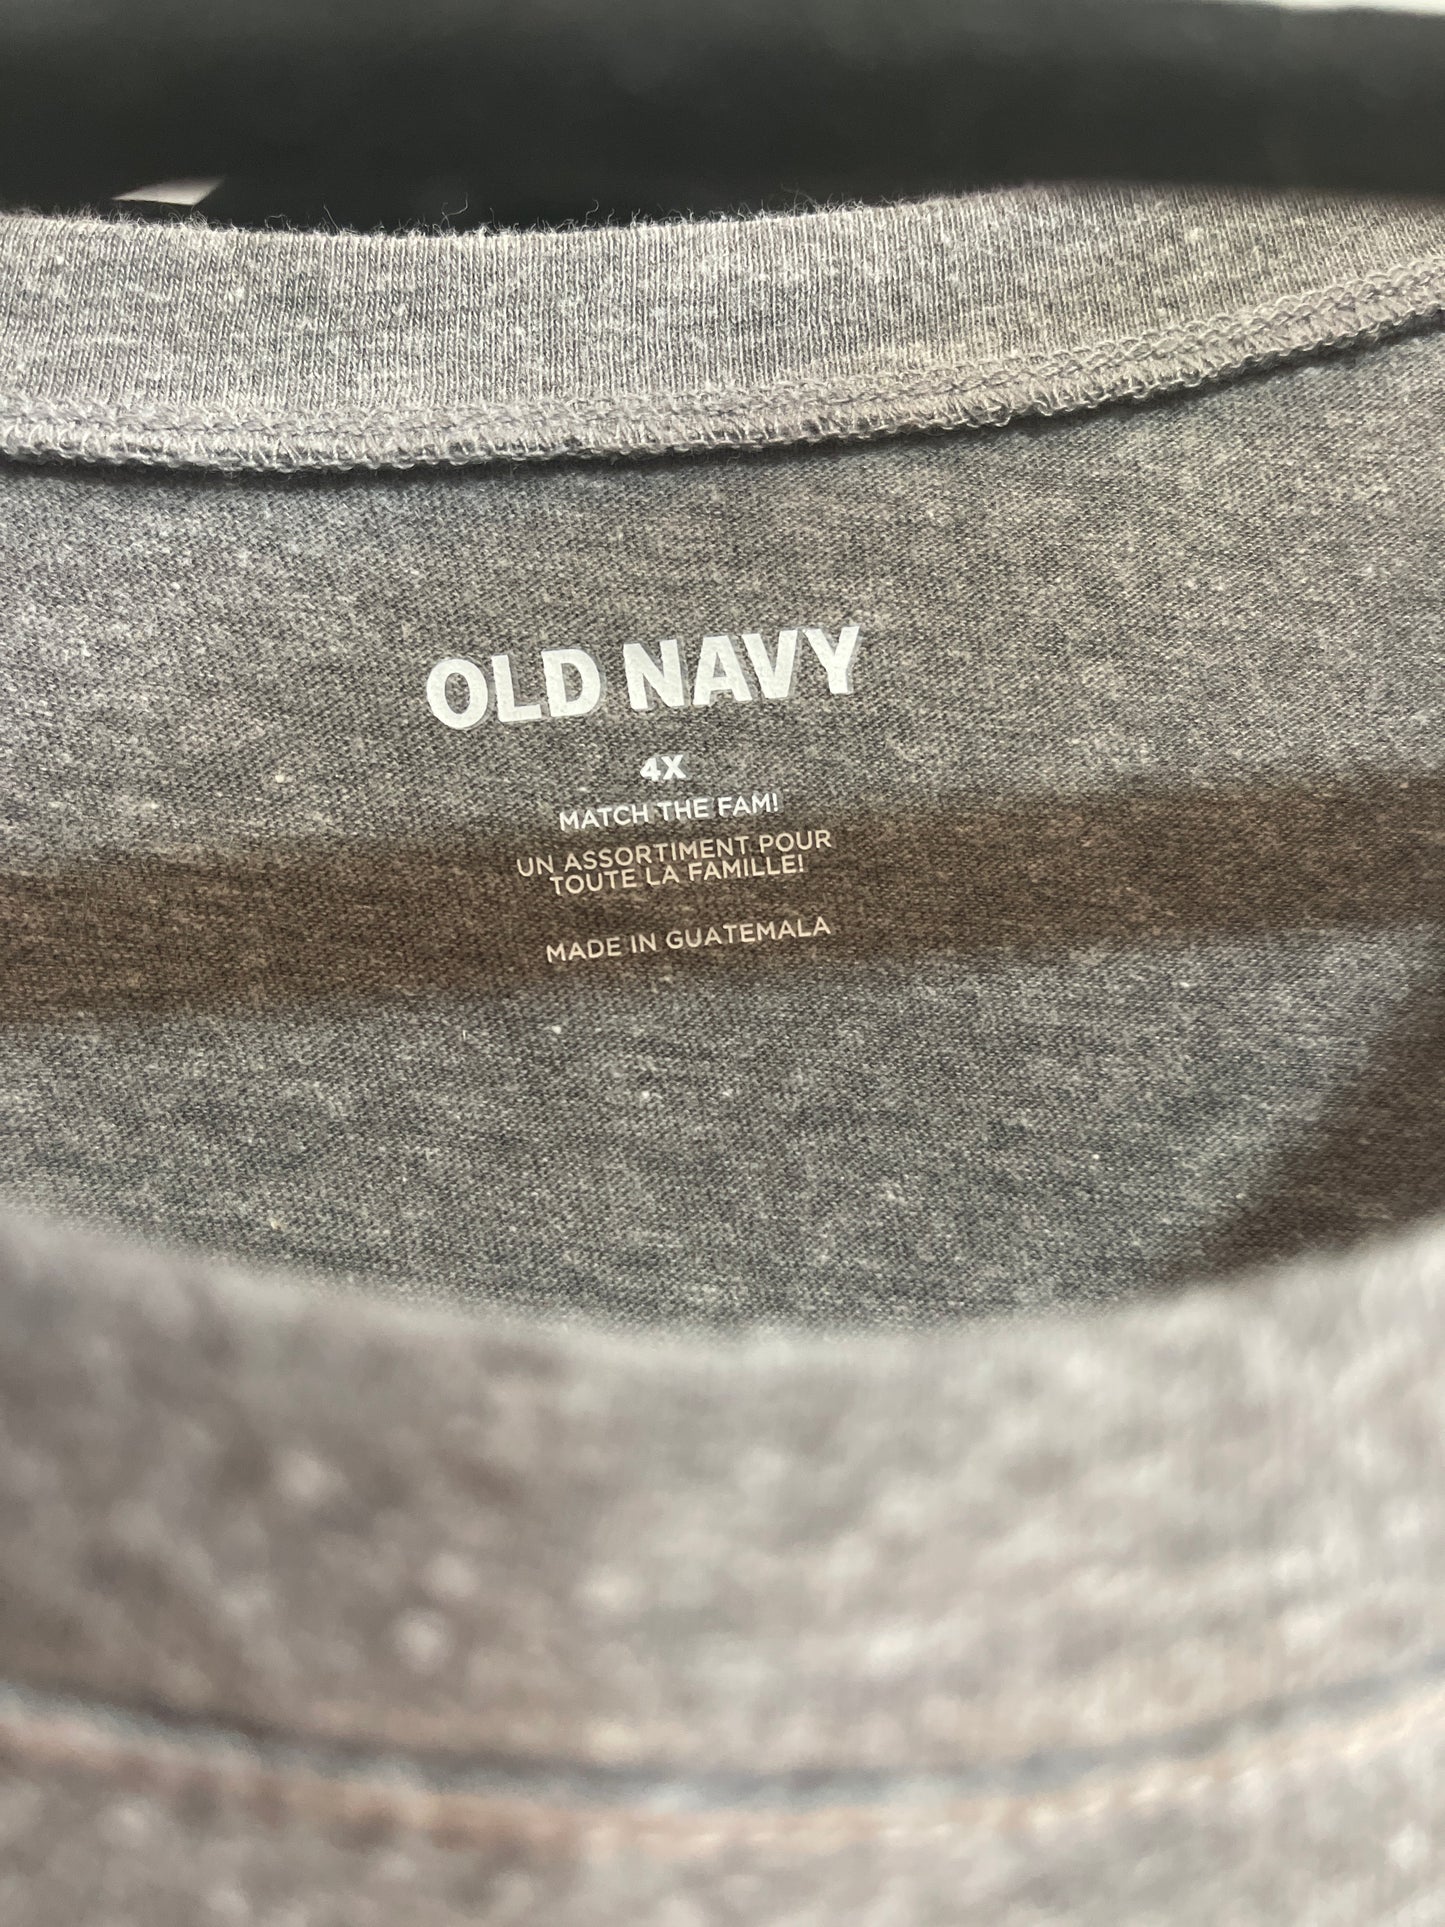 OLD NAVY
4X
MATCH THE FAM!
UN ASSORTIMENT POUR
TOUTE LA FAMILLE!
MADE IN GUATEMALA